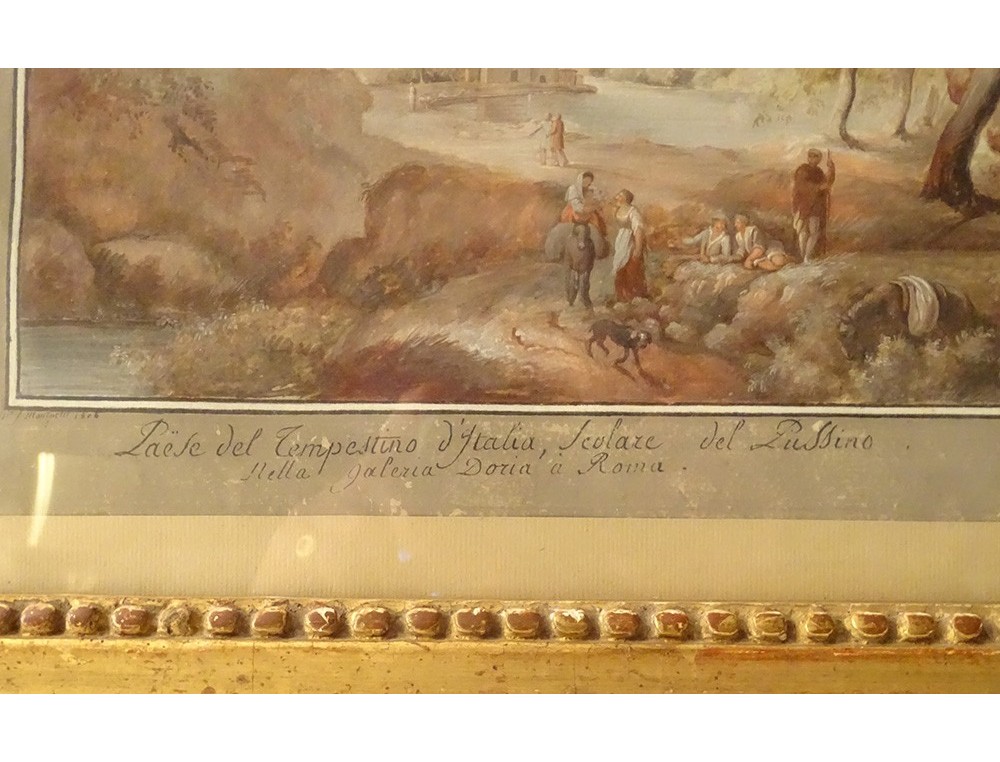 Paëse del Tempestino d'Italia, Scolare del Pussino.
Nella galeria Doria à Roma.